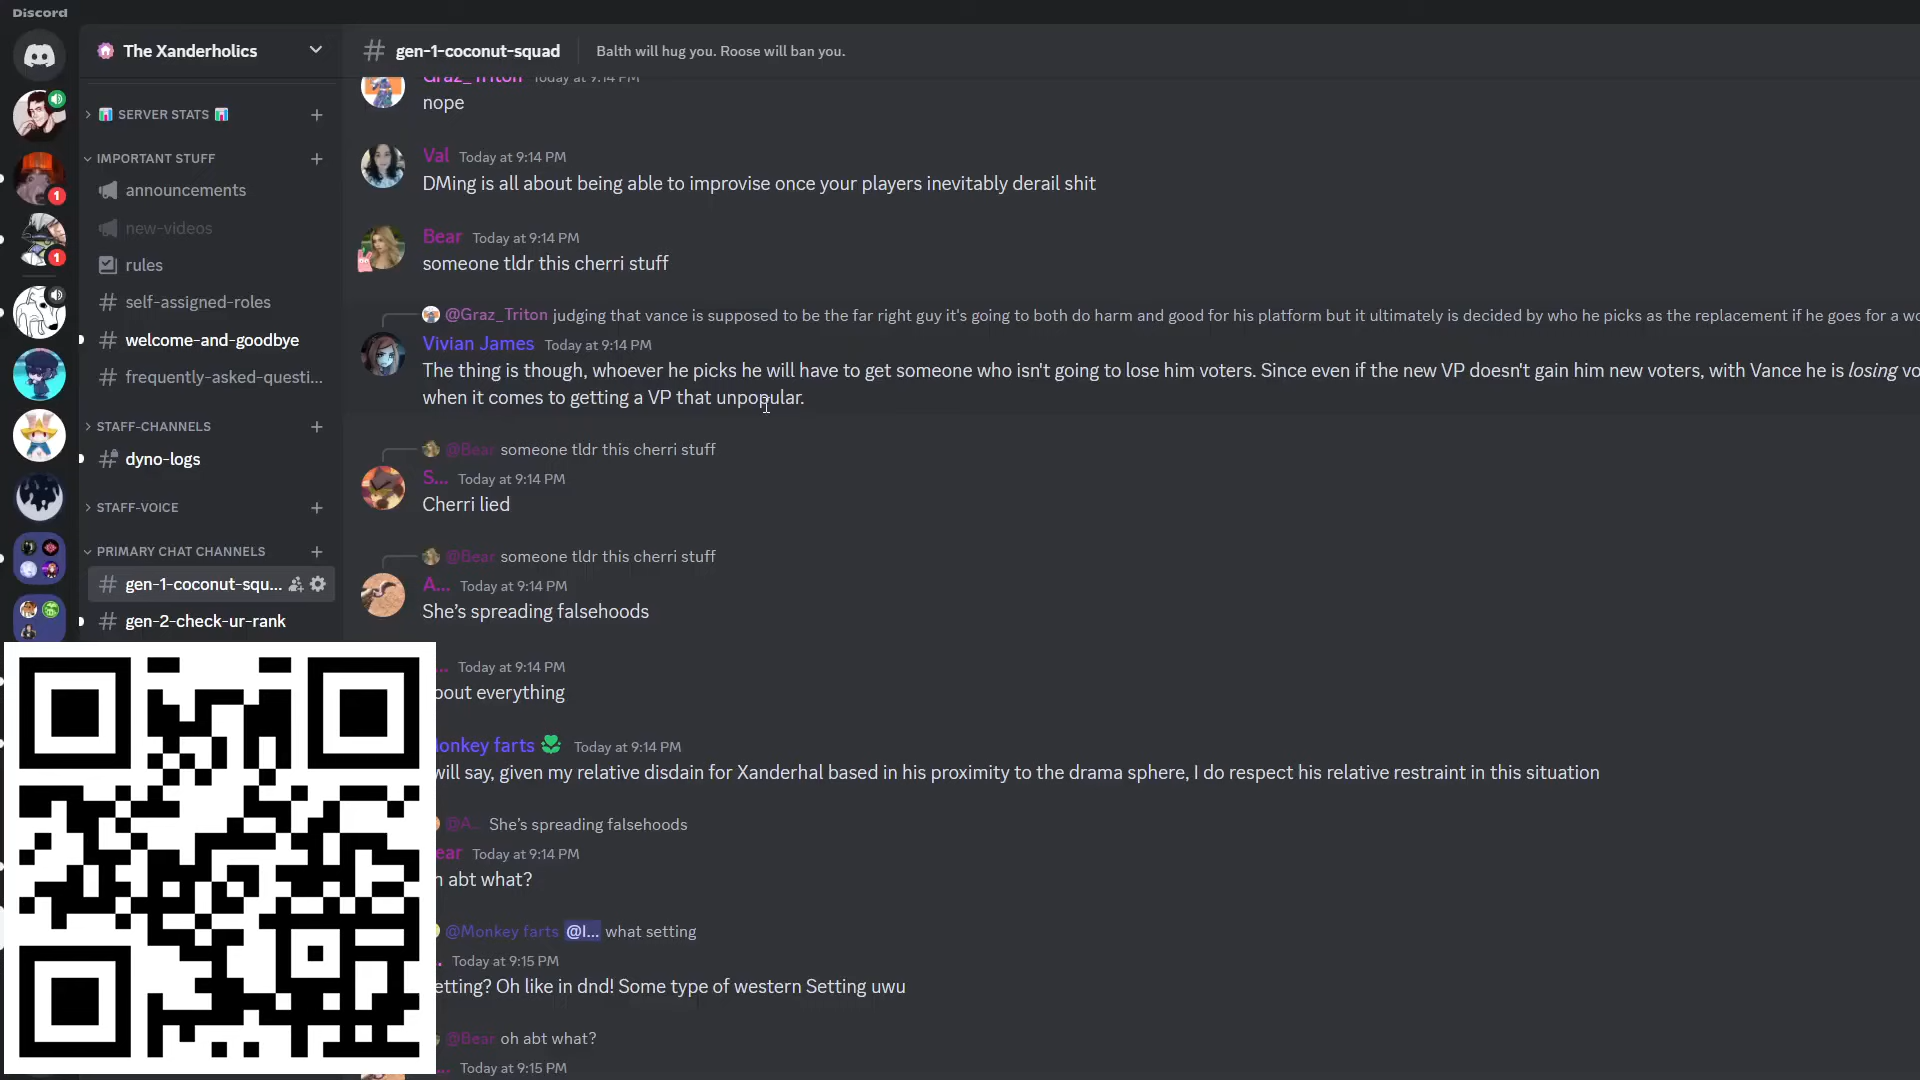 Discord
The Xanderholics
gen-1-coconut-squad
Balth will hug you. Roose will ban you.
SERVER STATS
IMPORTANT STUFF
announcements
new-videos
rules
self-assigned-roles
welcome-and-goodbye
frequently-asked-questi...
STAFF-CHANNELS
dyno-logs
STAFF-VOICE
PRIMARY CHAT CHANNELS
gen-1-coconut-squ...
gen-2-check-ur-rank
1
1
Graz_Triton Today at 9:14 PM
nope
Val Today at 9:14 PM
DMing is all about being able to improvise once your players inevitably derail shit
Bear Today at 9:14 PM
someone tldr this cherri stuff
@Graz_Triton judging that vance is supposed to be the far right guy it's going to both do harm and good for his platform but it ultimately is decided by who he picks as the replacement if he goes for a wo
Vivian James Today at 9:14 PM
The thing is though, whoever he picks he will have to get someone who isn't going to lose him voters. Since even if the new VP doesn't gain him new voters, with Vance he is losing vo
when it comes to getting a VP that unpopular.
@Bear someone tldr this cherri stuff
S... Today at 9:14 PM
Cherri lied
@Bear someone tldr this cherri stuff
A... Today at 9:14 PM
She's spreading falsehoods
... Today at 9:14 PM
bout everything
onkey farts Today at 9:14 PM
will say, given my relative disdain for Xanderhal based in his proximity to the drama sphere, I do respect his relative restraint in this situation
@A... She's spreading falsehoods
ear Today at 9:14 PM
h abt what?
@Monkey farts @I... what setting
. Today at 9:15 PM
etting? Oh like in dnd! Some type of western Setting uwu
@Bear oh abt what?
... Today at 9:15 PM